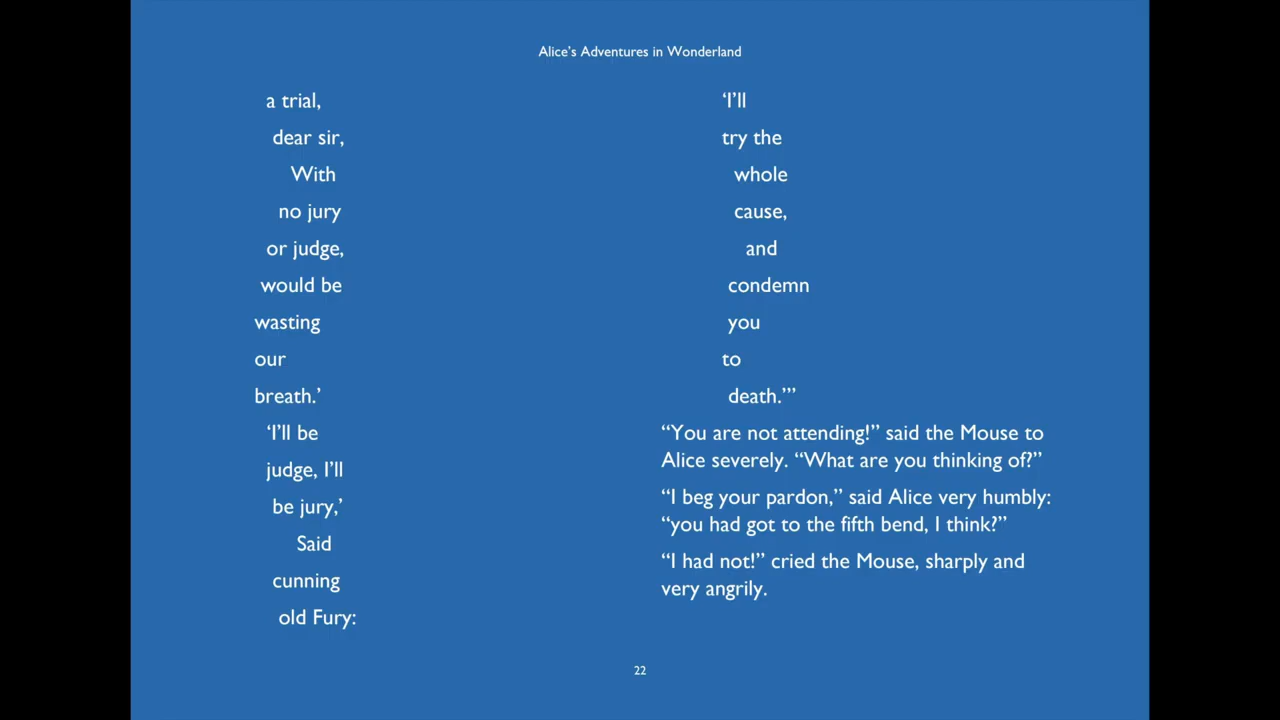 Alice’s Adventures in Wonderland
a trial,
dear sir,
With
no jury
or judge,
would be
wasting
our
breath.’
‘I’ll be
judge, I’ll
be jury,’
Said
cunning
old Fury:
‘I’ll
try the
whole
cause,
and
condemn
you
to
death.’”
“You are not attending!” said the Mouse to
Alice severely. “What are you thinking of?”
“I beg your pardon,” said Alice very humbly:
“you had got to the fifth bend, I think?”
“I had not!” cried the Mouse, sharply and
very angrily.
22